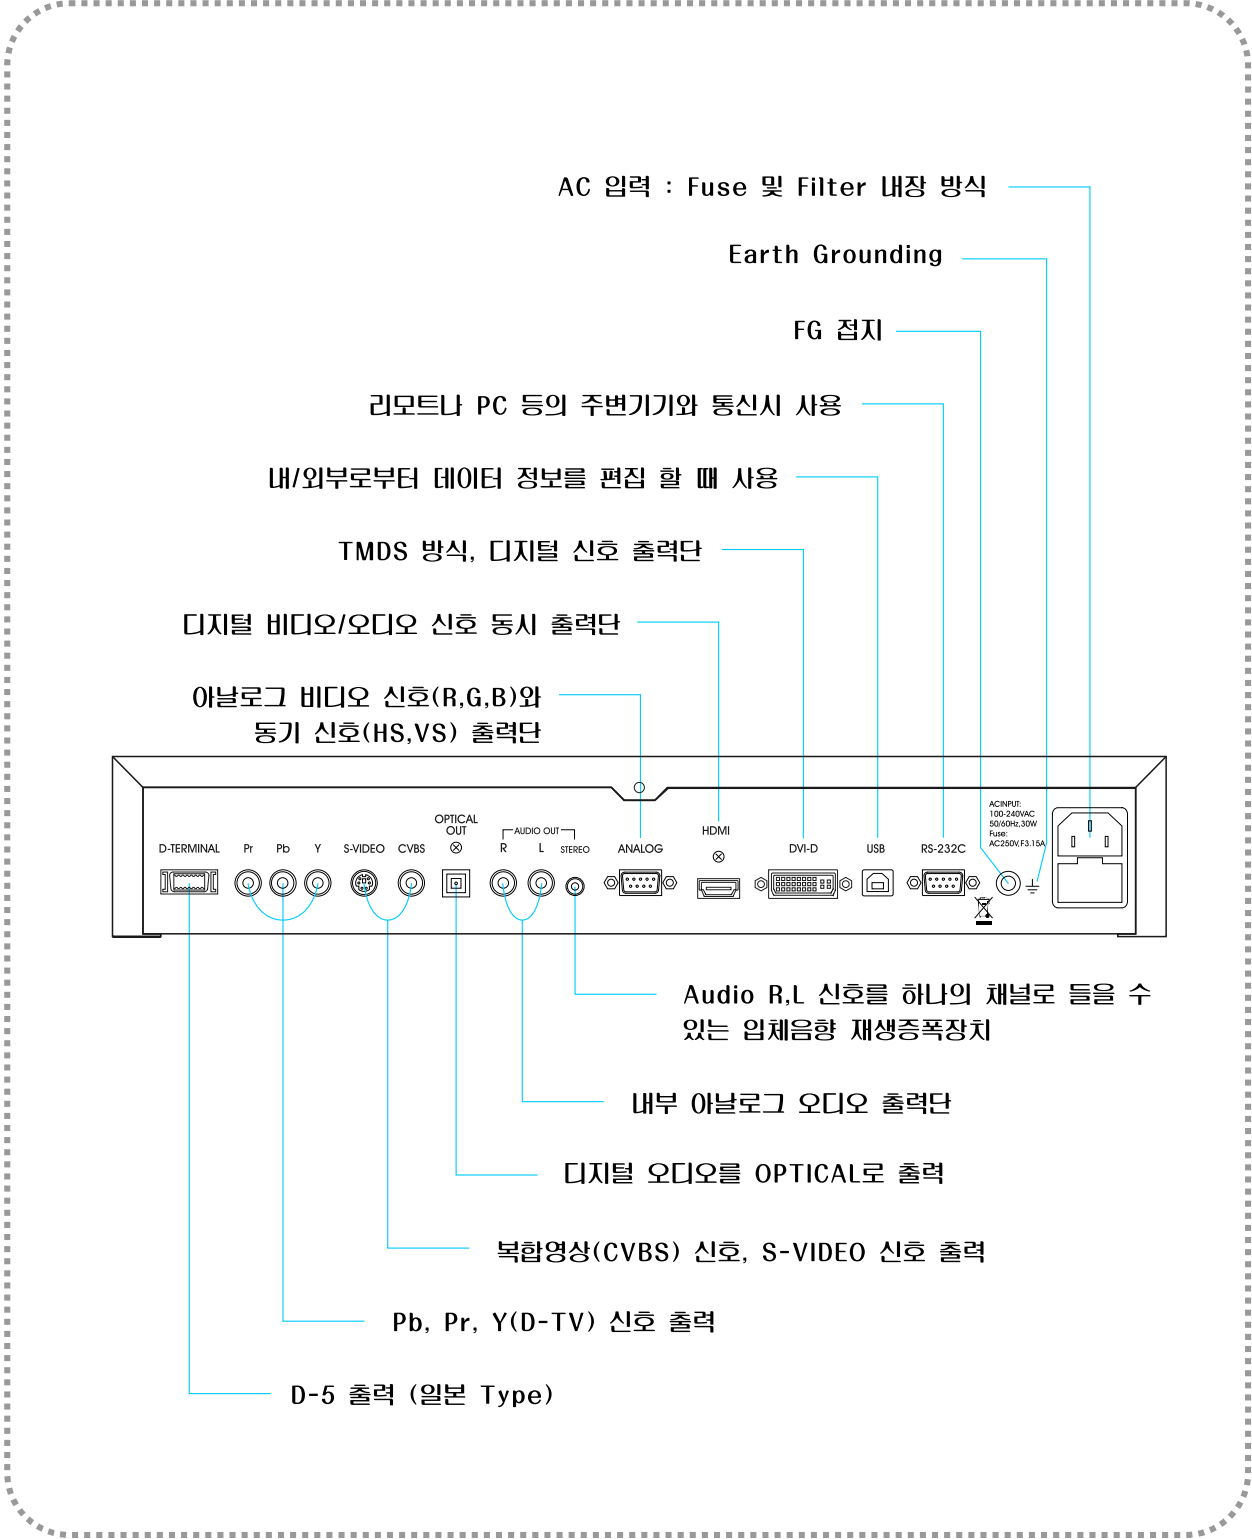 AC 입력 : Fuse 및 Filter 내장 방식
Earth Grounding
FG 접지
리모트나 PC 등의 주변기기와 통신시 사용
내/외부로부터 데이터 정보를 편집 할 때 사용
TMDS 방식, 디지털 신호 출력단
디지털 비디오/오디오 신호 동시 출력단
아날로그 비디오 신호(R,G,B)와
동기 신호(HS,VS) 출력단
D-TERMINAL
Pr
Pb
Y
S-VIDEO
CVBS
OPTICAL
OUT
AUDIO OUT
R
L
STEREO
ANALOG
HDMI
DVI-D
USB
RS-232C
ACINPUT:
100-240VAC
50/60Hz,30W
Fuse:
AC250V,F3.15A
Audio R,L 신호를 하나의 채널로 들을 수
있는 입체음향 재생증폭장치
내부 아날로그 오디오 출력단
디지털 오디오를 OPTICAL로 출력
복합영상(CVBS) 신호, S-VIDEO 신호 출력
Pb, Pr, Y(D-TV) 신호 출력
D-5 출력 (일본 Type)